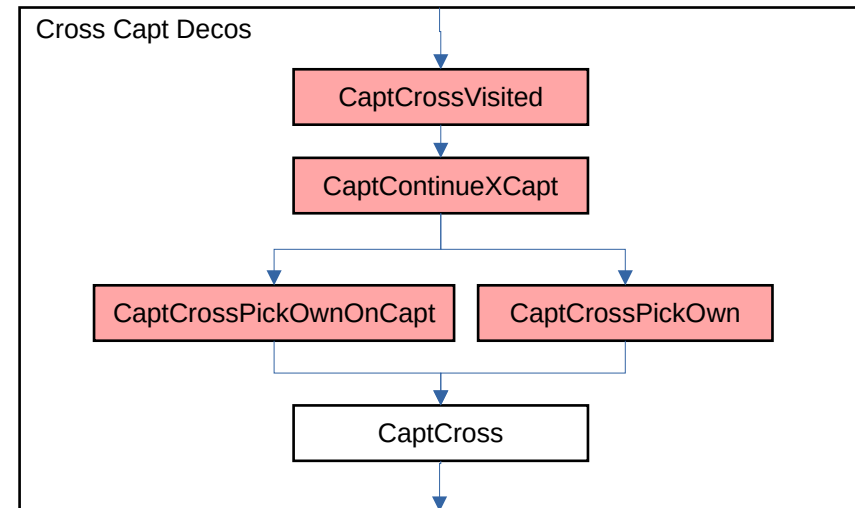 Cross Capt Decos
CaptCrossVisited
CaptContinueXCapt
CaptCrossPickOwnOnCapt
CaptCrossPickOwn
CaptCross